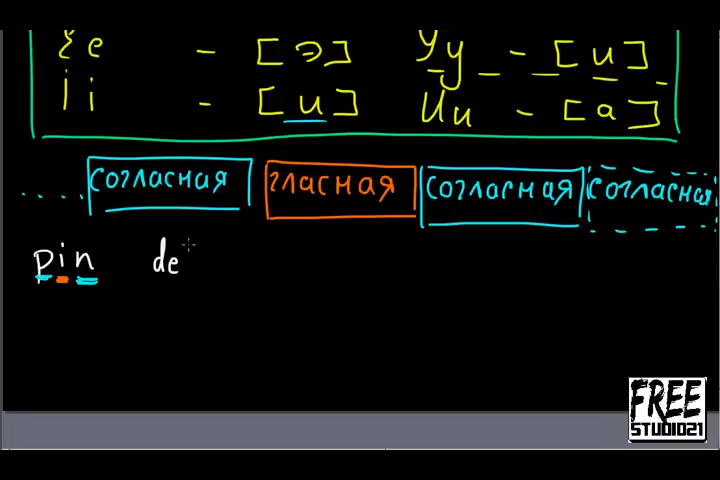 Ee - [э] Yy - [и]
Ii - [и] Uu - [а]
.... согласная гласная согласная согласная
pin de
FREE
STUDIO21